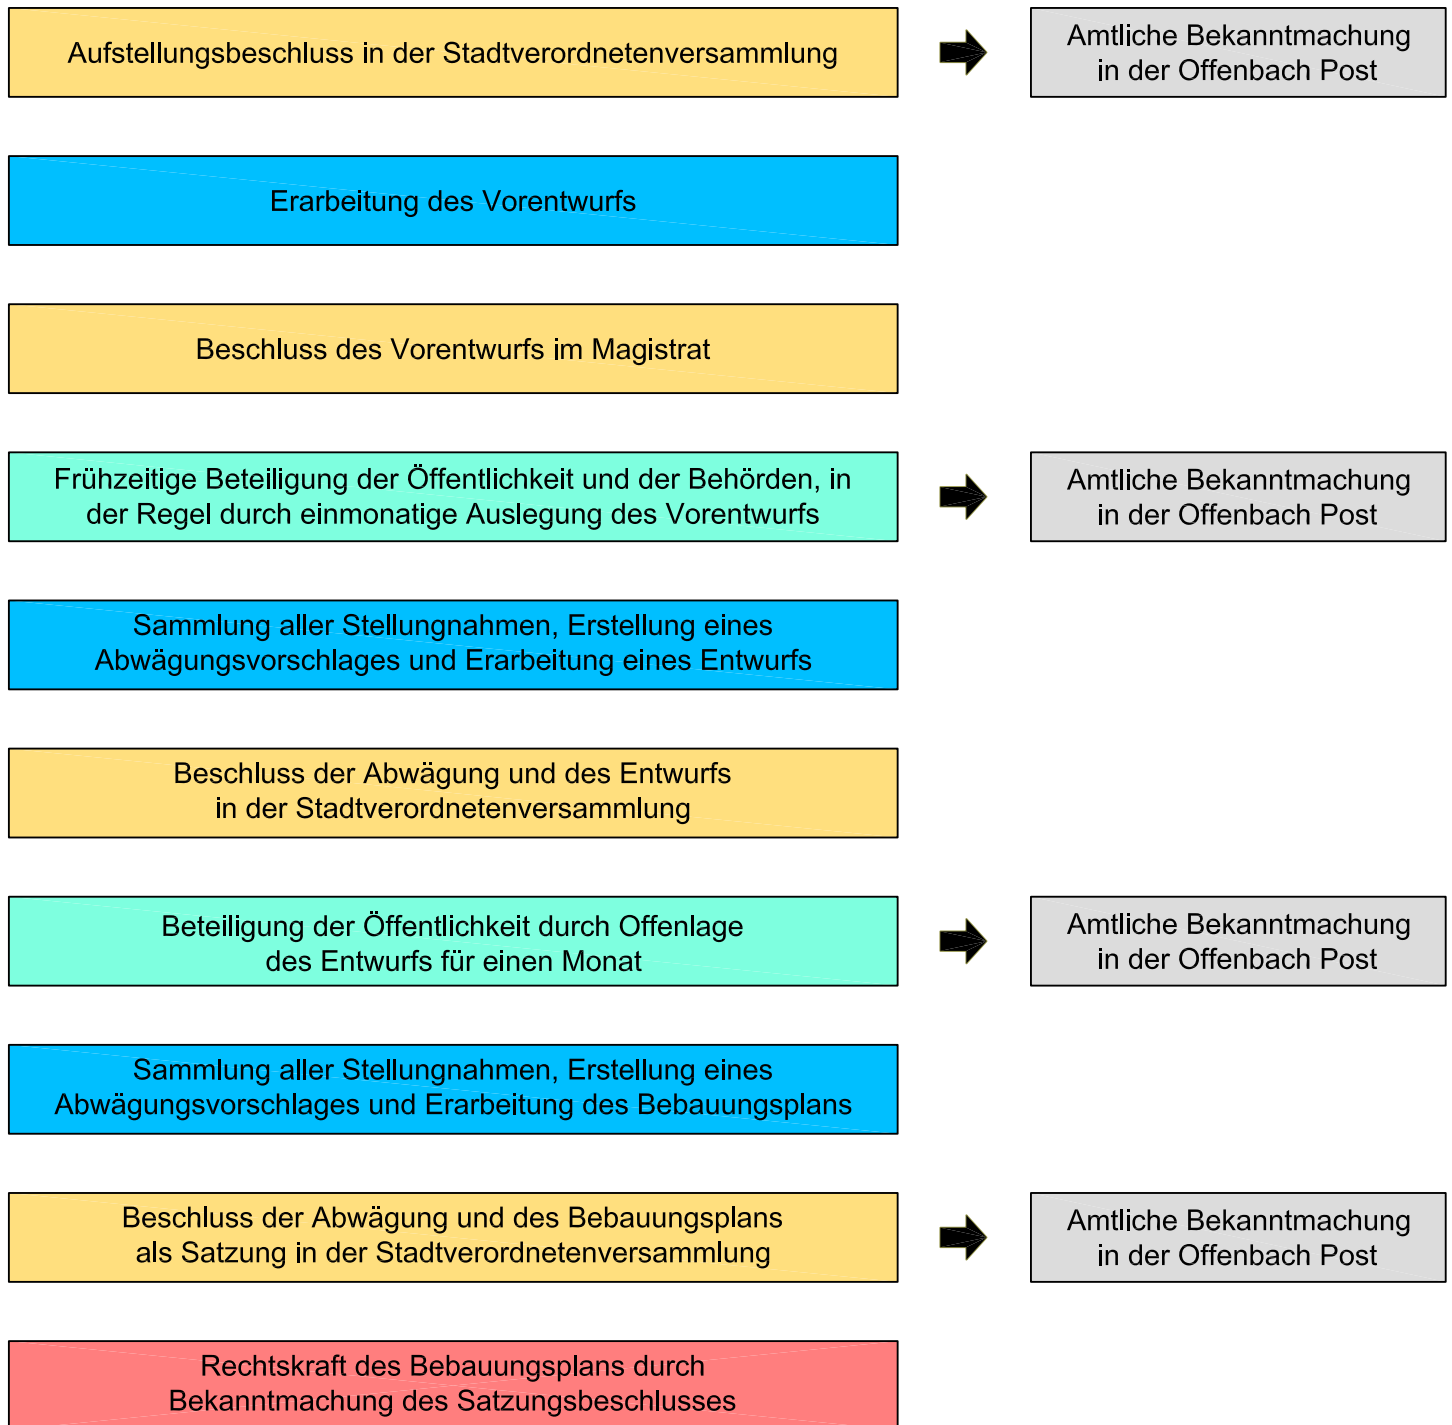 Aufstellungsbeschluss in der Stadtverordnetenversammlung
Amtliche Bekanntmachung
in der Offenbach Post
Erarbeitung des Vorentwurfs
Beschluss des Vorentwurfs im Magistrat
Frühzeitige Beteiligung der Öffentlichkeit und der Behörden, in
der Regel durch einmonatige Auslegung des Vorentwurfs
Amtliche Bekanntmachung
in der Offenbach Post
Sammlung aller Stellungnahmen, Erstellung eines
Abwägungsvorschlages und Erarbeitung eines Entwurfs
Beschluss der Abwägung und des Entwurfs
in der Stadtverordnetenversammlung
Beteiligung der Öffentlichkeit durch Offenlage
des Entwurfs für einen Monat
Amtliche Bekanntmachung
in der Offenbach Post
Sammlung aller Stellungnahmen, Erstellung eines
Abwägungsvorschlages und Erarbeitung des Bebauungsplans
Beschluss der Abwägung und des Bebauungsplans
als Satzung in der Stadtverordnetenversammlung
Amtliche Bekanntmachung
in der Offenbach Post
Rechtskraft des Bebauungsplans durch
Bekanntmachung des Satzungsbeschlusses